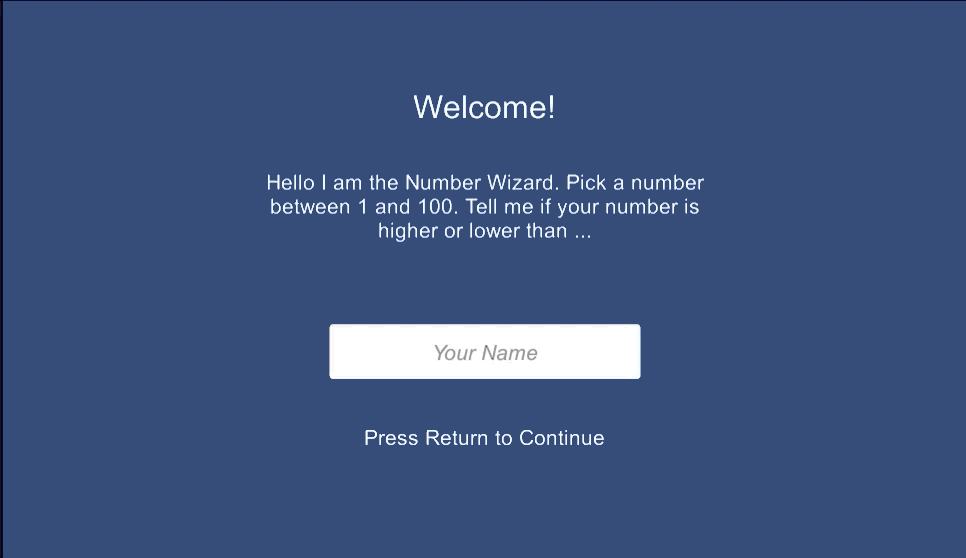 Welcome!
Hello I am the Number Wizard. Pick a number
between 1 and 100. Tell me if your number is
higher or lower than ...
Your Name
Press Return to Continue